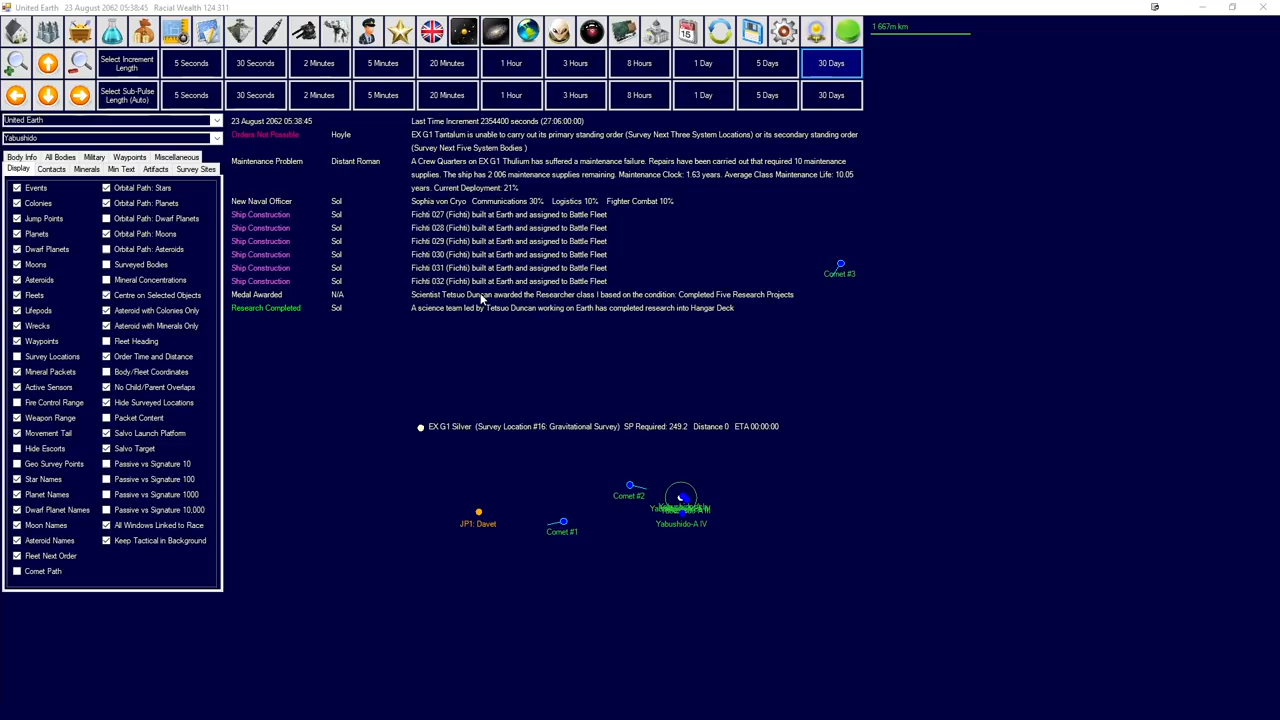 United Earth   23 August 2062 05:38:45   Racial Wealth 124 311
1 667m km
Select Increment Length
5 Seconds
30 Seconds
2 Minutes
5 Minutes
20 Minutes
1 Hour
3 Hours
8 Hours
1 Day
5 Days
30 Days
Select Sub-Pulse Length (Auto)
5 Seconds
30 Seconds
2 Minutes
5 Minutes
20 Minutes
1 Hour
3 Hours
8 Hours
1 Day
5 Days
30 Days
United Earth
Yabushido
Body Info   All Bodies   Military   Waypoints   Miscellaneous
Display   Contacts   Minerals   Min Text   Artifacts   Survey Sites
Events   Orbital Path: Stars
Colonies   Orbital Path: Planets
Jump Points   Orbital Path: Dwarf Planets
Planets   Orbital Path: Moons
Dwarf Planets   Orbital Path: Asteroids
Moons   Surveyed Bodies
Asteroids   Mineral Concentrations
Fleets   Centre on Selected Objects
Lifepods   Asteroid with Colonies Only
Wrecks   Asteroid with Minerals Only
Waypoints   Fleet Heading
Survey Locations   Order Time and Distance
Mineral Packets   Body/Fleet Coordinates
Active Sensors   No Child/Parent Overlaps
Fire Control Range   Hide Surveyed Locations
Weapon Range   Packet Content
Movement Tail   Salvo Launch Platform
Hide Escorts   Salvo Target
Geo Survey Points   Passive vs Signature 10
Star Names   Passive vs Signature 100
Planet Names   Passive vs Signature 1000
Dwarf Planet Names   Passive vs Signature 10,000
Moon Names   All Windows Linked to Race
Asteroid Names   Keep Tactical in Background
Fleet Next Order
Comet Path
23 August 2062 05:38:45   Last Time Increment 2354400 seconds (27:06:00:00)
Orders Not Possible   Hoyle   EX G1 Tantalum is unable to carry out its primary standing order (Survey Next Three System Locations) or its secondary standing order
(Survey Next Five System Bodies )
Maintenance Problem   Distant Roman   A Crew Quarters on EX G1 Thulium has suffered a maintenance failure. Repairs have been carried out that required 10 maintenance
supplies. The ship has 2 006 maintenance supplies remaining. Maintenance Clock: 1.63 years. Average Class Maintenance Life: 10.05
years. Current Deployment: 21%
New Naval Officer   Sol   Sophia von Cryo   Communications 30%   Logistics 10%   Fighter Combat 10%
Ship Construction   Sol   Fichti 027 (Fichti) built at Earth and assigned to Battle Fleet
Ship Construction   Sol   Fichti 028 (Fichti) built at Earth and assigned to Battle Fleet
Ship Construction   Sol   Fichti 029 (Fichti) built at Earth and assigned to Battle Fleet
Ship Construction   Sol   Fichti 030 (Fichti) built at Earth and assigned to Battle Fleet
Ship Construction   Sol   Fichti 031 (Fichti) built at Earth and assigned to Battle Fleet
Ship Construction   Sol   Fichti 032 (Fichti) built at Earth and assigned to Battle Fleet
Medal Awarded   N/A   Scientist Tetsuo Duncan awarded the Researcher class I based on the condition: Completed Five Research Projects
Research Completed   Sol   A science team led by Tetsuo Duncan working on Earth has completed research into Hangar Deck
Comet #3
EX G1 Silver   (Survey Location #16: Gravitational Survey)   SP Required: 249.2   Distance 0   ETA 00:00:00
Comet #2
JP1: Davet
Comet #1
Yabushido-A IV